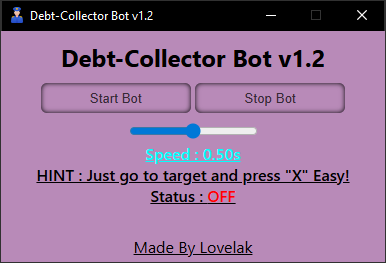 Debt-Collector Bot v1.2
Debt-Collector Bot v1.2
Start Bot Stop Bot
Speed : 0.50s
HINT : Just go to target and press "X" Easy!
Status : OFF
Made By Lovelak